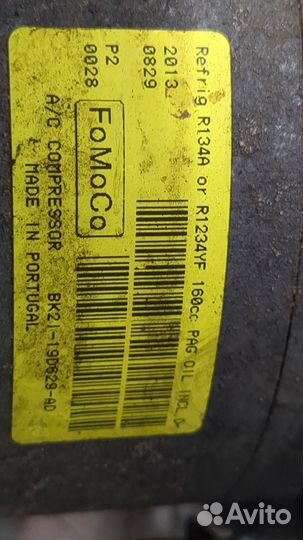 Refrig R134A or R1234YF 160cc PAG OIL INCL
2013
0829
P2
0028
FoMoCo
A/C COMPRESSOR BK21-19D629-AD
MADE IN PORTUGAL
Avito